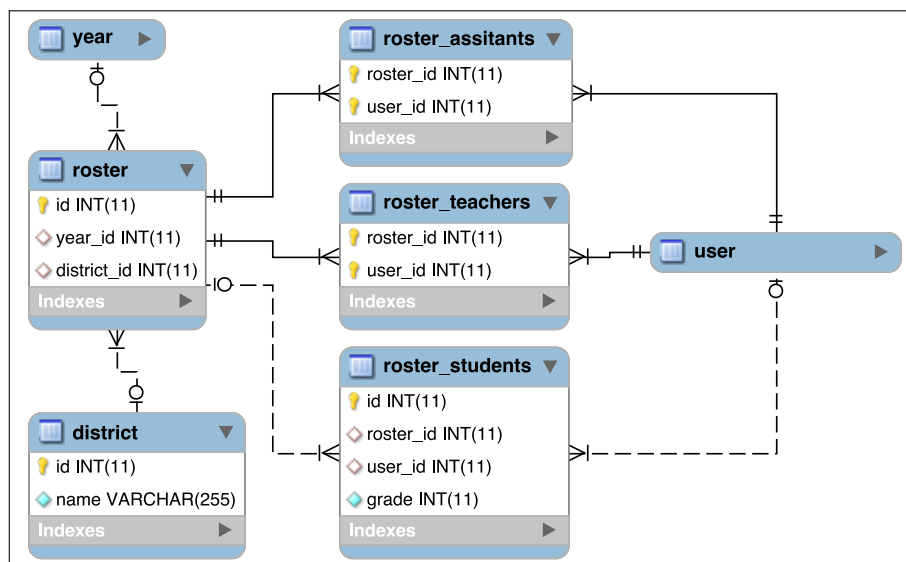 year
roster
id INT(11)
year_id INT(11)
district_id INT(11)
Indexes
district
id INT(11)
name VARCHAR(255)
Indexes
roster_assitants
roster_id INT(11)
user_id INT(11)
Indexes
roster_teachers
roster_id INT(11)
user_id INT(11)
Indexes
roster_students
id INT(11)
roster_id INT(11)
user_id INT(11)
grade INT(11)
Indexes
user